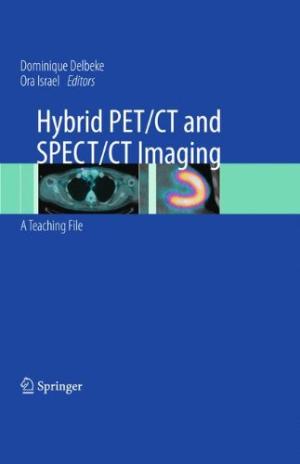 Dominique Delbeke
Ora Israel Editors
Hybrid PET/CT and
SPECT/CT Imaging
A Teaching File
Springer